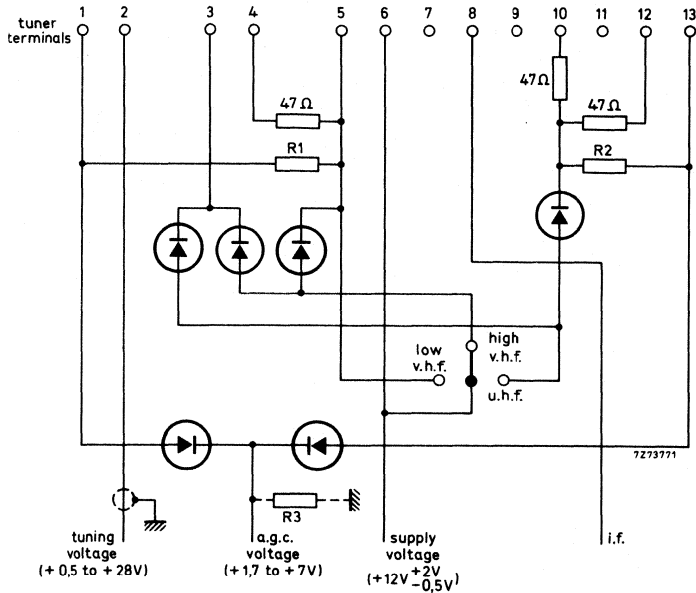 tuner terminals
1 2 3 4 5 6 7 8 9 10 11 12 13
47Ω
47Ω
47Ω
R1
R2
low v.h.f.
high v.h.f.
u.h.f.
7Z73771
R3
tuning voltage
(+0,5 to +28V)
a.g.c. voltage
(+1,7 to +7V)
supply voltage
(+12V +2V -0,5V)
i.f.